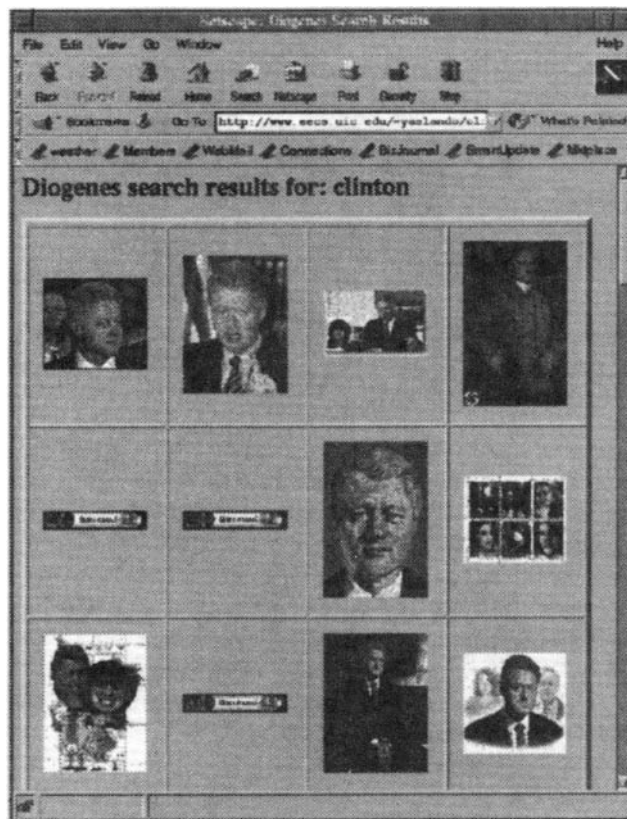 Netscape: Diogenes Search Results
File Edit View Go Window Help
Back Forward Reload Home Search Netscape Print Security Stop
Bookmarks Go To: http://www.eecs.uic.edu/~yaslando/cl What's Related
weather Members WebMail Connections BizJournal SmartUpdate Mktplace
Diogenes search results for: clinton